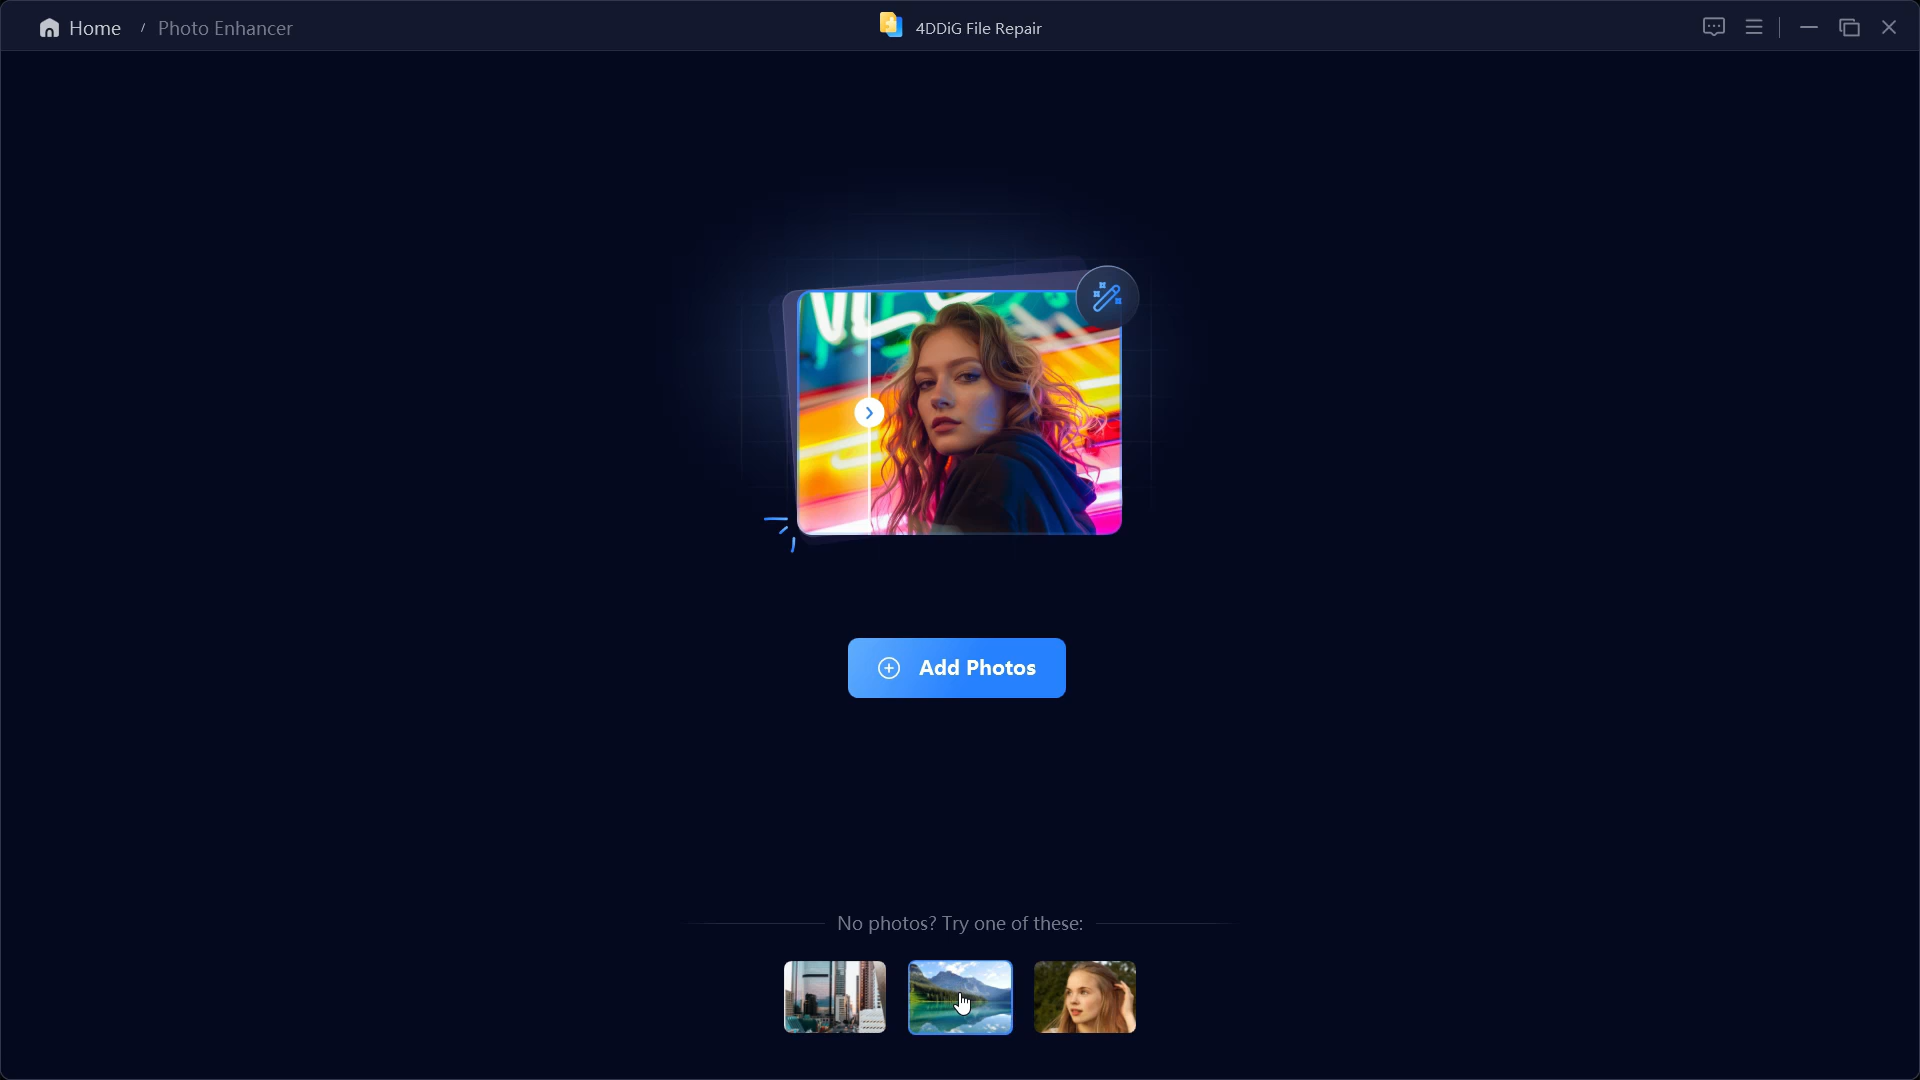 Home / Photo Enhancer
4DDiG File Repair
Add Photos
No photos? Try one of these: